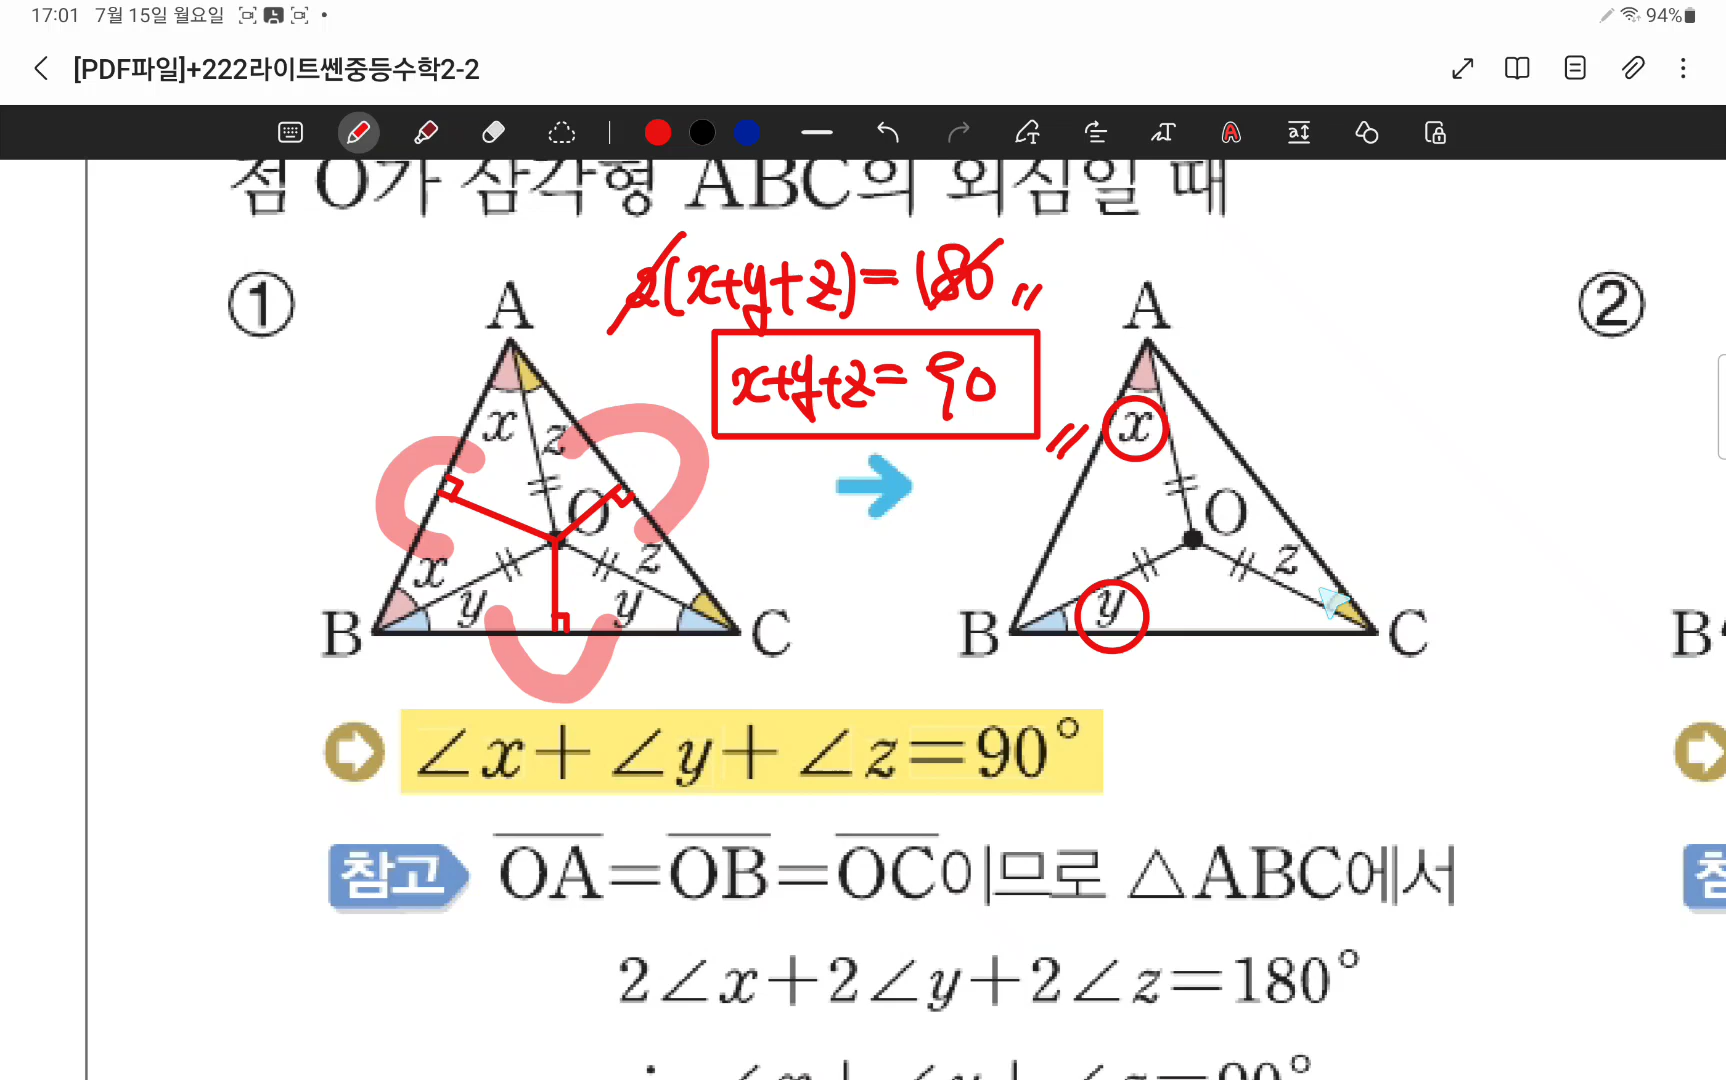 17:01 7월 15일 월요일
94%
[PDF파일]+222라이트쎈중등수학2-2
점 O가 삼각형 ABC의 외심일 때
①
2(x+y+z)=180
x+y+z=90
A
x z
O
x z
y y
B C
A
x
O
z
y
B C
②
B
∠x+∠y+∠z=90°
참고 OA=OB=OC이므로 △ABC에서
2∠x+2∠y+2∠z=180°
∠x+∠y+∠z=90°